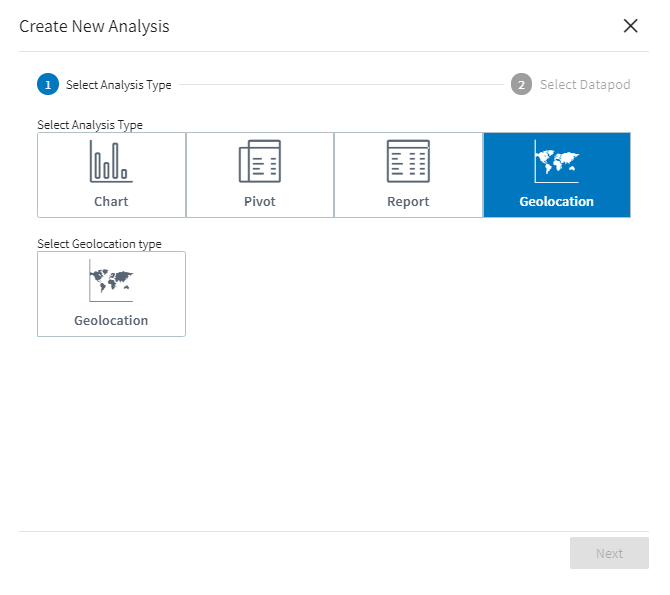 Create New Analysis
1 Select Analysis Type 2 Select Datapod
Select Analysis Type
Chart Pivot Report Geolocation
Select Geolocation type
Geolocation
Next